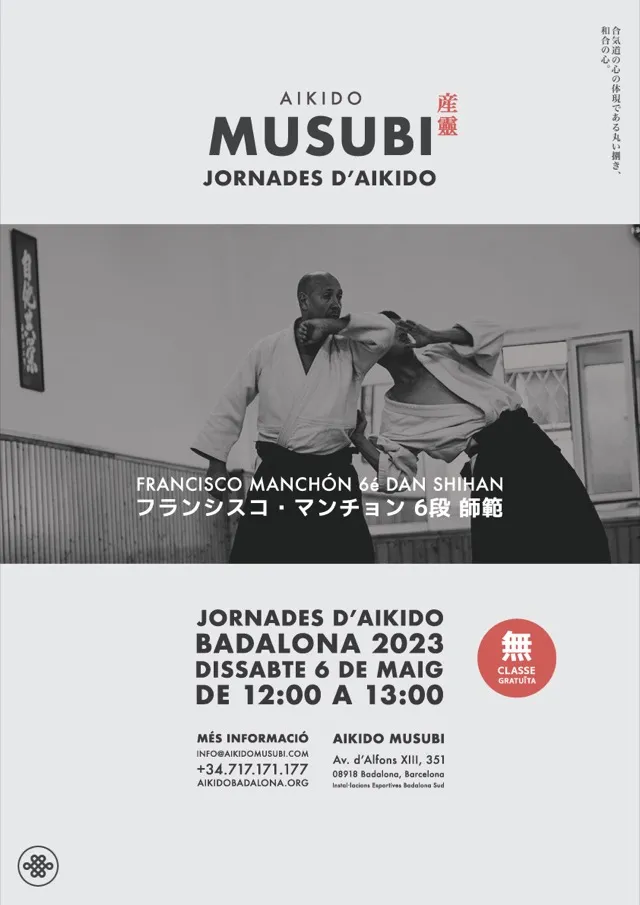 合気道の心の体現である丸い捌き、
和合の心。
AIKIDO
MUSUBI
産靈
JORNADES D'AIKIDO
FRANCISCO MANCHÓN 6é DAN SHIHAN
フランシスコ・マンチョン 6段 師範
JORNADES D'AIKIDO
BADALONA 2023
DISSABTE 6 DE MAIG
DE 12:00 A 13:00
無
CLASSE
GRATUÏTA
MÉS INFORMACIÓ
INFO@AIKIDOMUSUBI.COM
+34.717.171.177
AIKIDOBADALONA.ORG
AIKIDO MUSUBI
Av. d'Alfons XIII, 351
08918 Badalona, Barcelona
Instal·lacions Esportives Badalona Sud